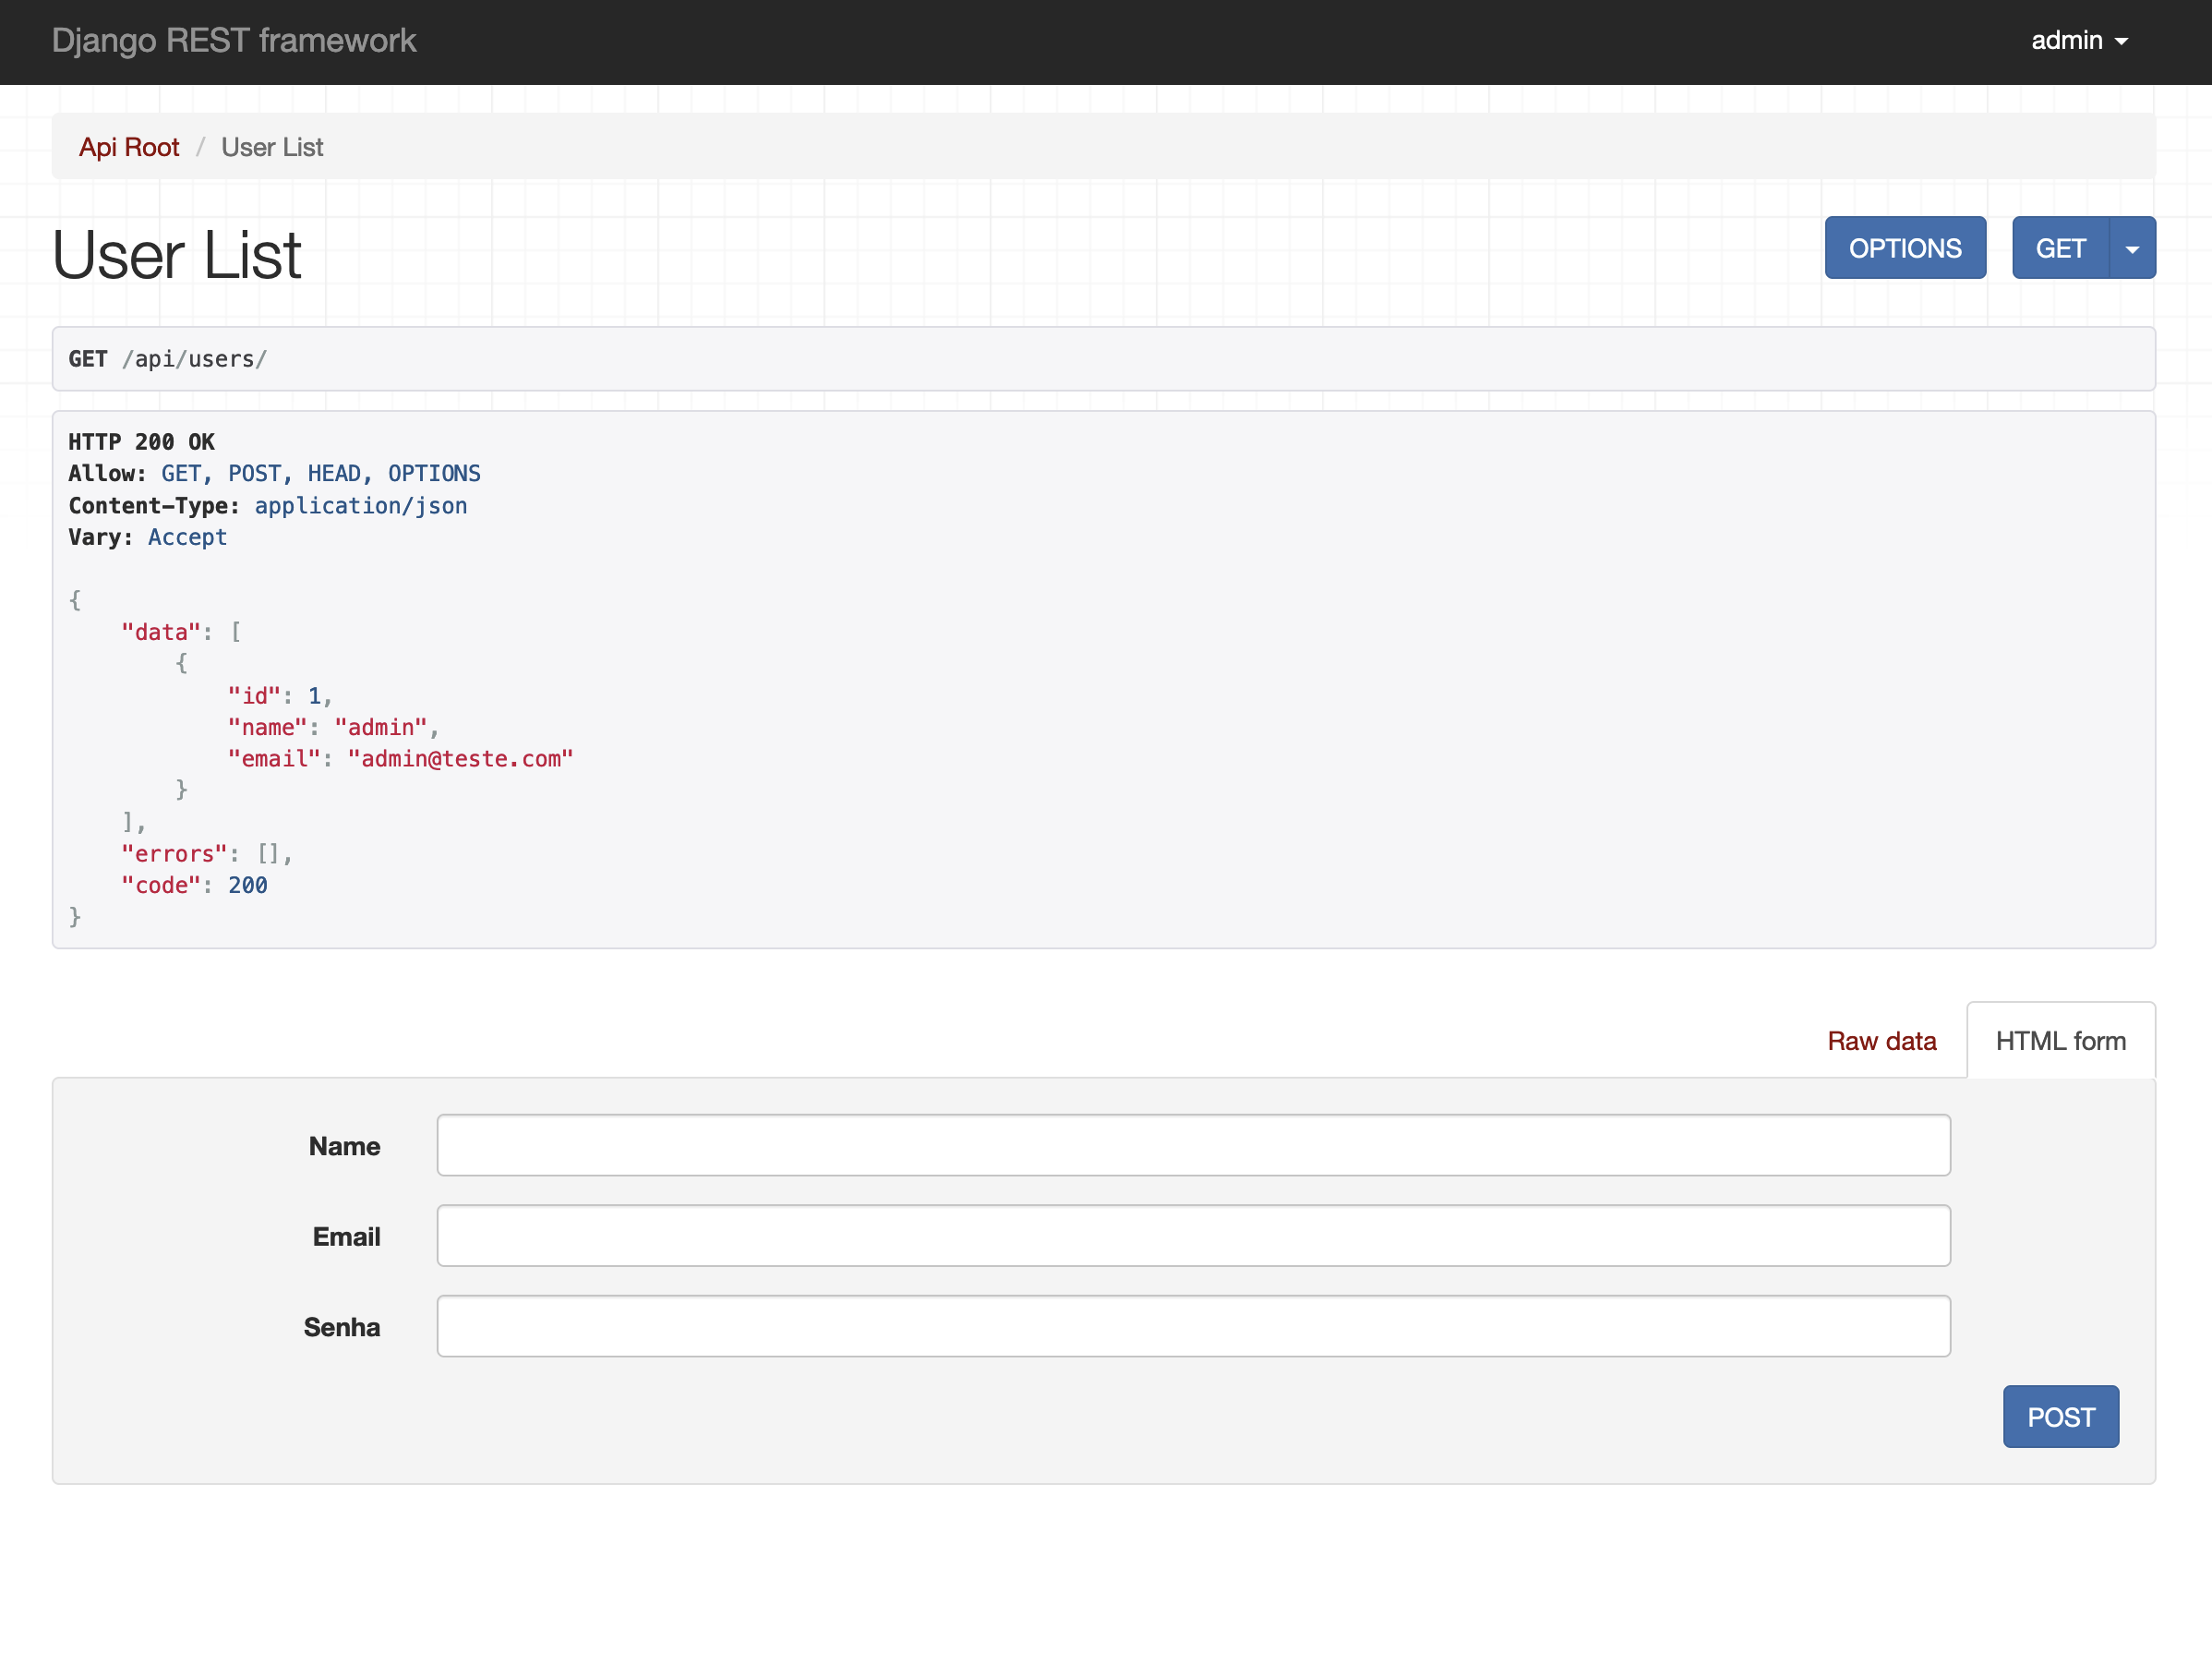 Django REST framework
admin
Api Root / User List
User List
OPTIONS
GET
GET /api/users/
HTTP 200 OK
Allow: GET, POST, HEAD, OPTIONS
Content-Type: application/json
Vary: Accept
{
    "data": [
        {
            "id": 1,
            "name": "admin",
            "email": "admin@teste.com"
        }
    ],
    "errors": [],
    "code": 200
}
Raw data
HTML form
Name
Email
Senha
POST